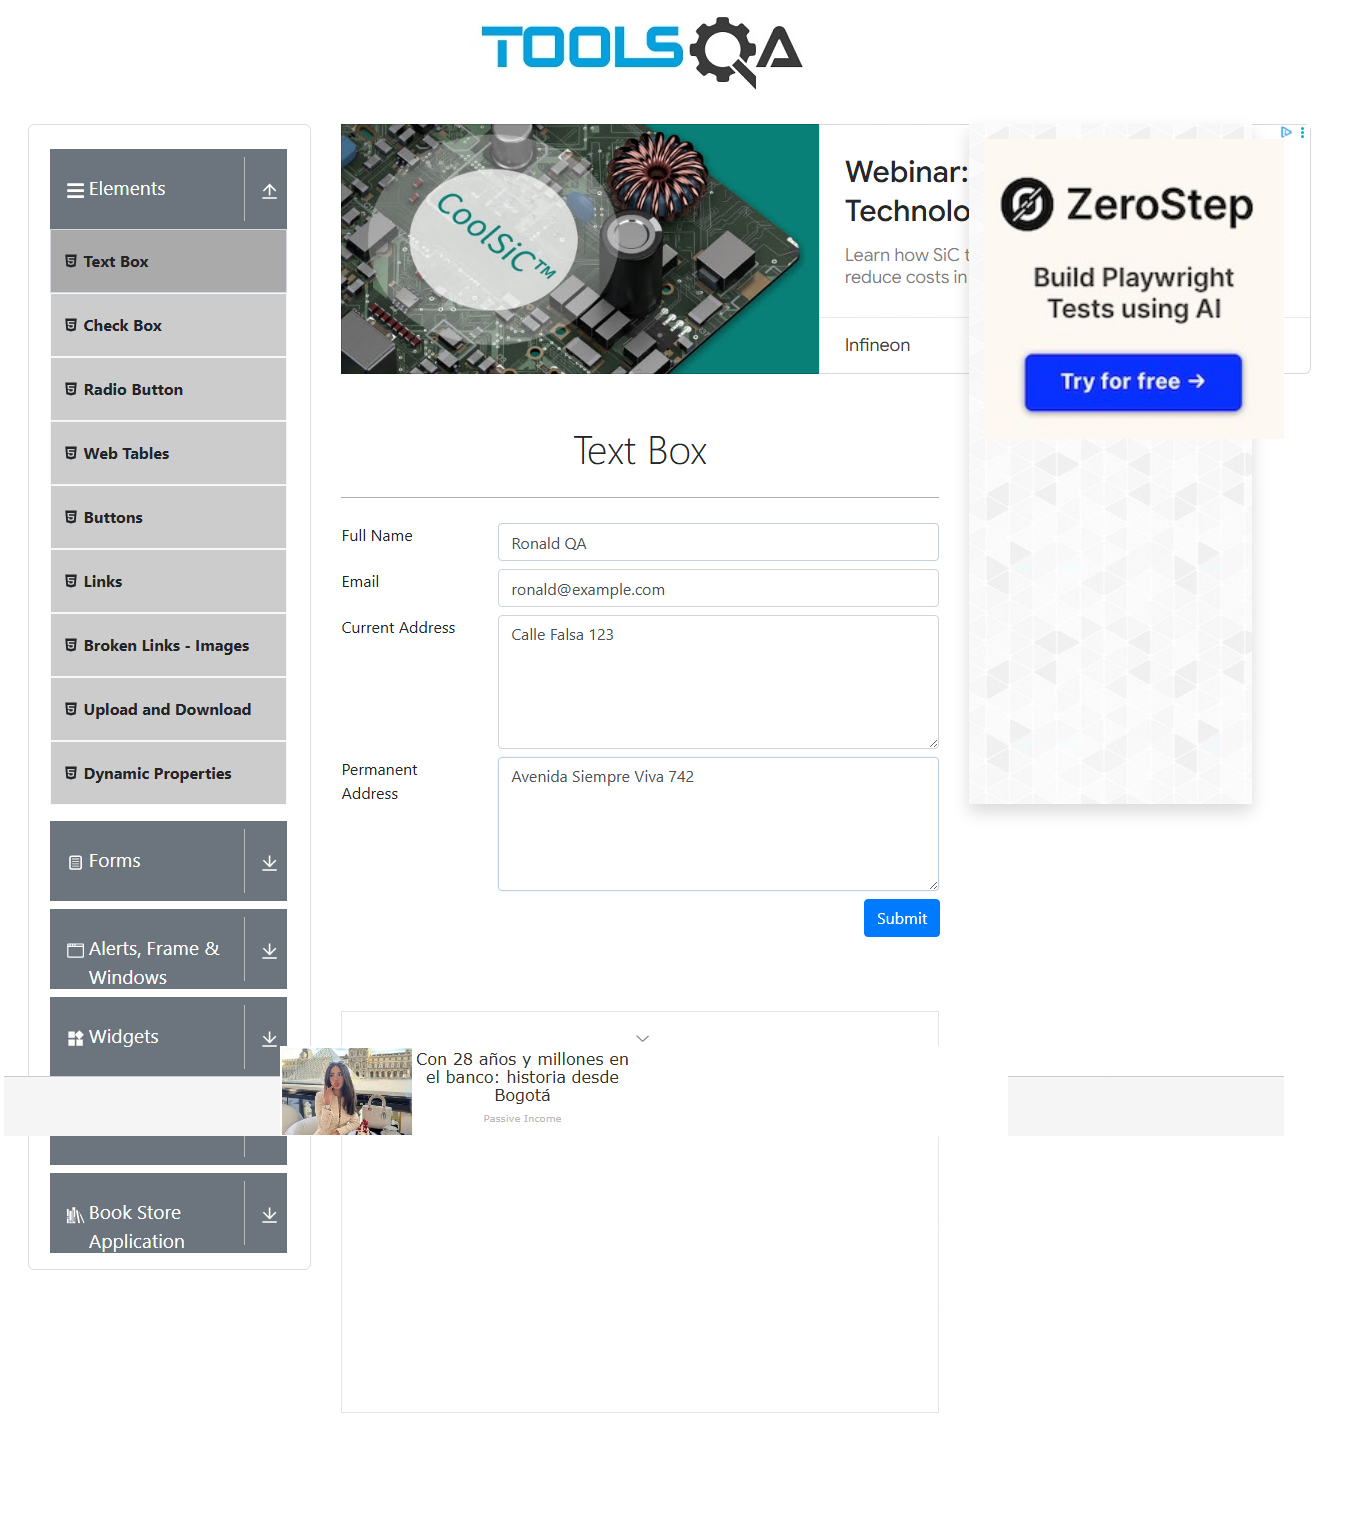 TOOLSQA
Elements
Text Box
Check Box
Radio Button
Web Tables
Buttons
Links
Broken Links - Images
Upload and Download
Dynamic Properties
Forms
Alerts, Frame &
Windows
Widgets
Book Store
Application
CoolSiC™
Webinar:
Technolo
Learn how SiC t
reduce costs in
Infineon
ZeroStep
Build Playwright
Tests using AI
Try for free →
Text Box
Full Name
Ronald QA
Email
ronald@example.com
Current Address
Calle Falsa 123
Permanent
Address
Avenida Siempre Viva 742
Submit
Con 28 años y millones en
el banco: historia desde
Bogotá
Passive Income